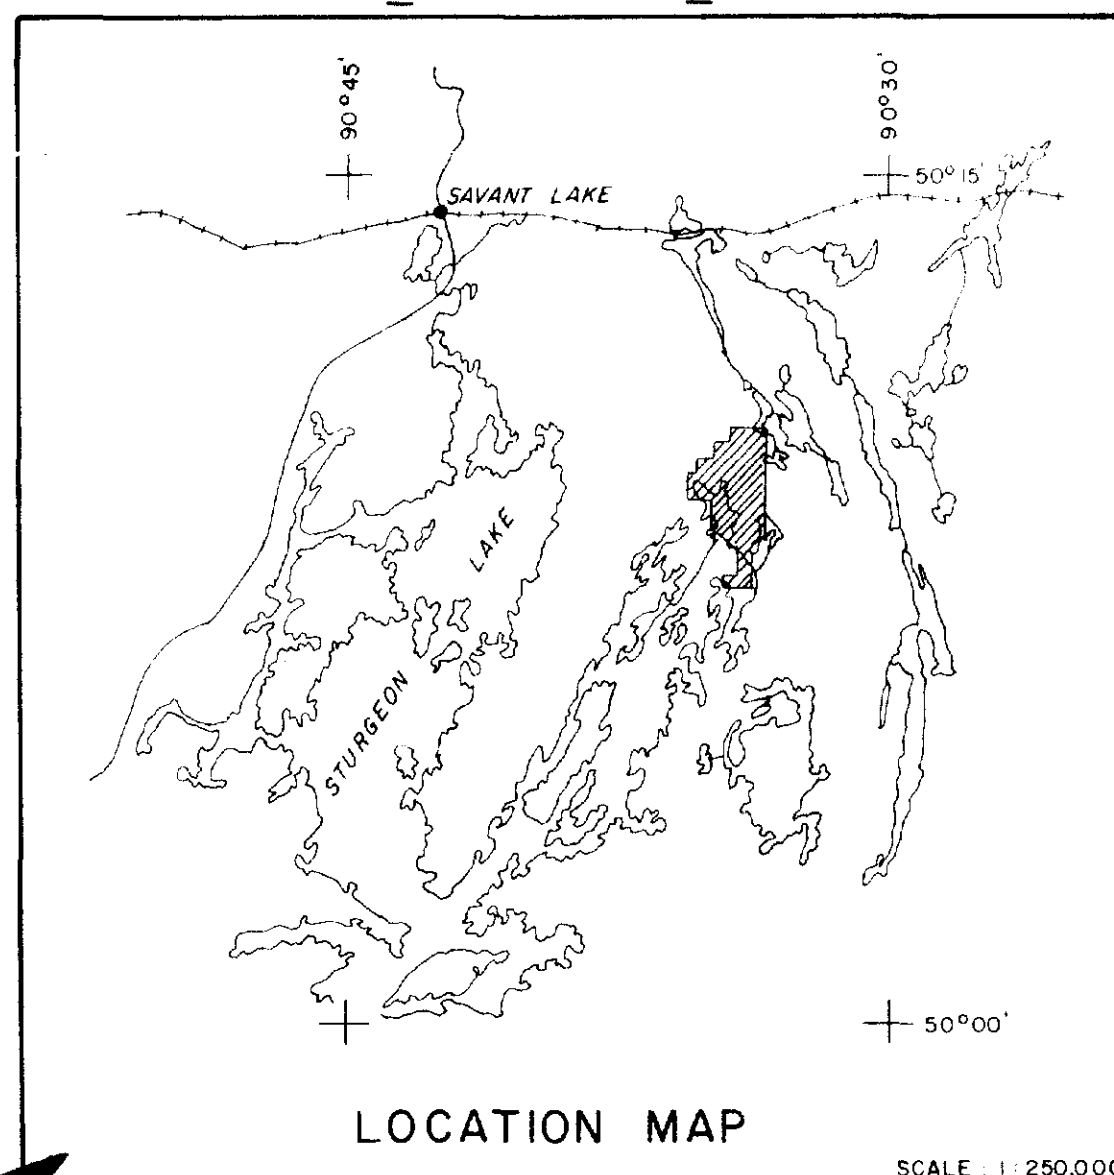 90°45'
90°30'
50°15'
SAVANT LAKE
LAKE
STURGEON
50°00'
LOCATION MAP
SCALE : 1 : 250,000